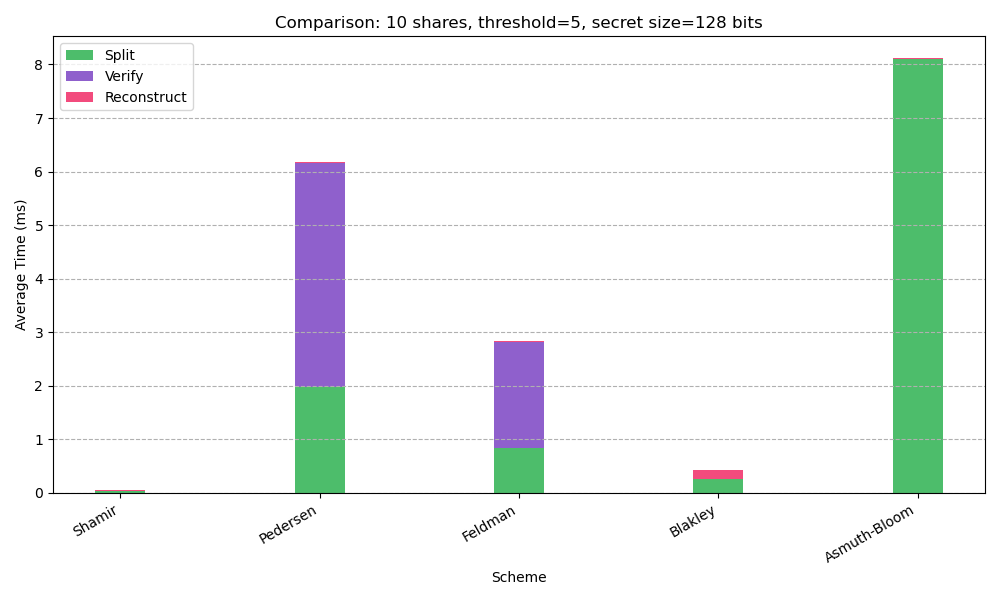 Comparison: 10 shares, threshold=5, secret size=128 bits
Split
Verify
Reconstruct
8
7
6
5
4
3
2
1
0
Average Time (ms)
Shamir
Pedersen
Feldman
Blakley
Asmuth-Bloom
Scheme